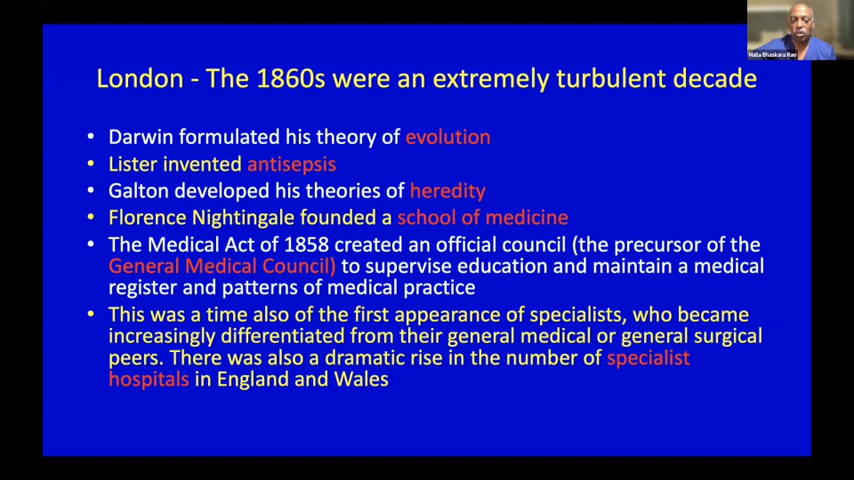 Malla Bhaskara Rao
London - The 1860s were an extremely turbulent decade
• Darwin formulated his theory of evolution
• Lister invented antisepsis
• Galton developed his theories of heredity
• Florence Nightingale founded a school of medicine
• The Medical Act of 1858 created an official council (the precursor of the
General Medical Council) to supervise education and maintain a medical
register and patterns of medical practice
• This was a time also of the first appearance of specialists, who became
increasingly differentiated from their general medical or general surgical
peers. There was also a dramatic rise in the number of specialist
hospitals in England and Wales